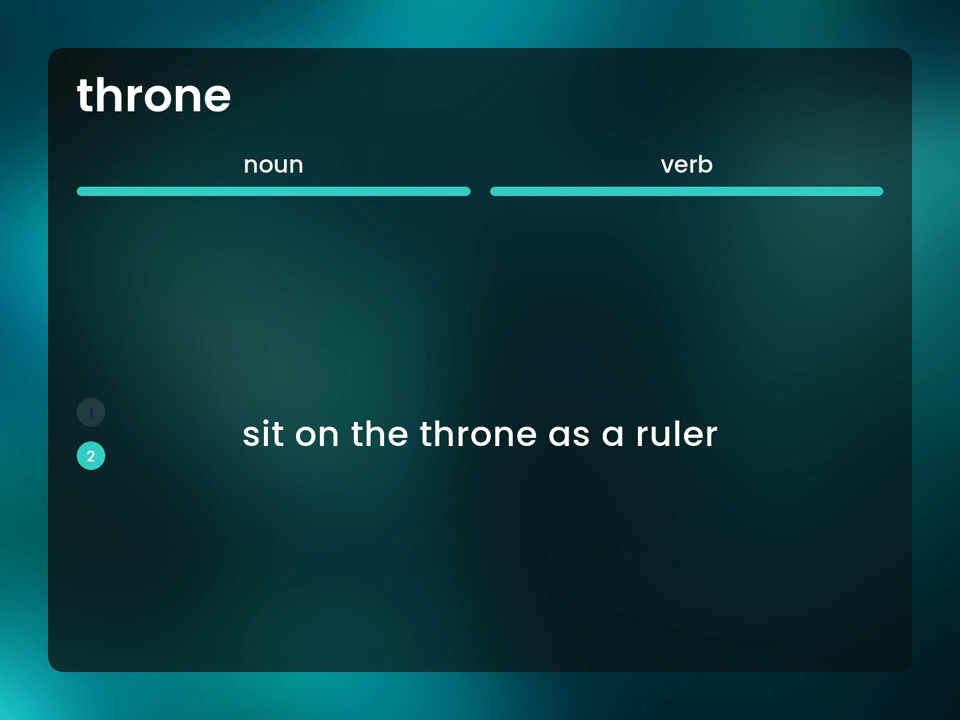 throne
noun
verb
1
2
sit on the throne as a ruler